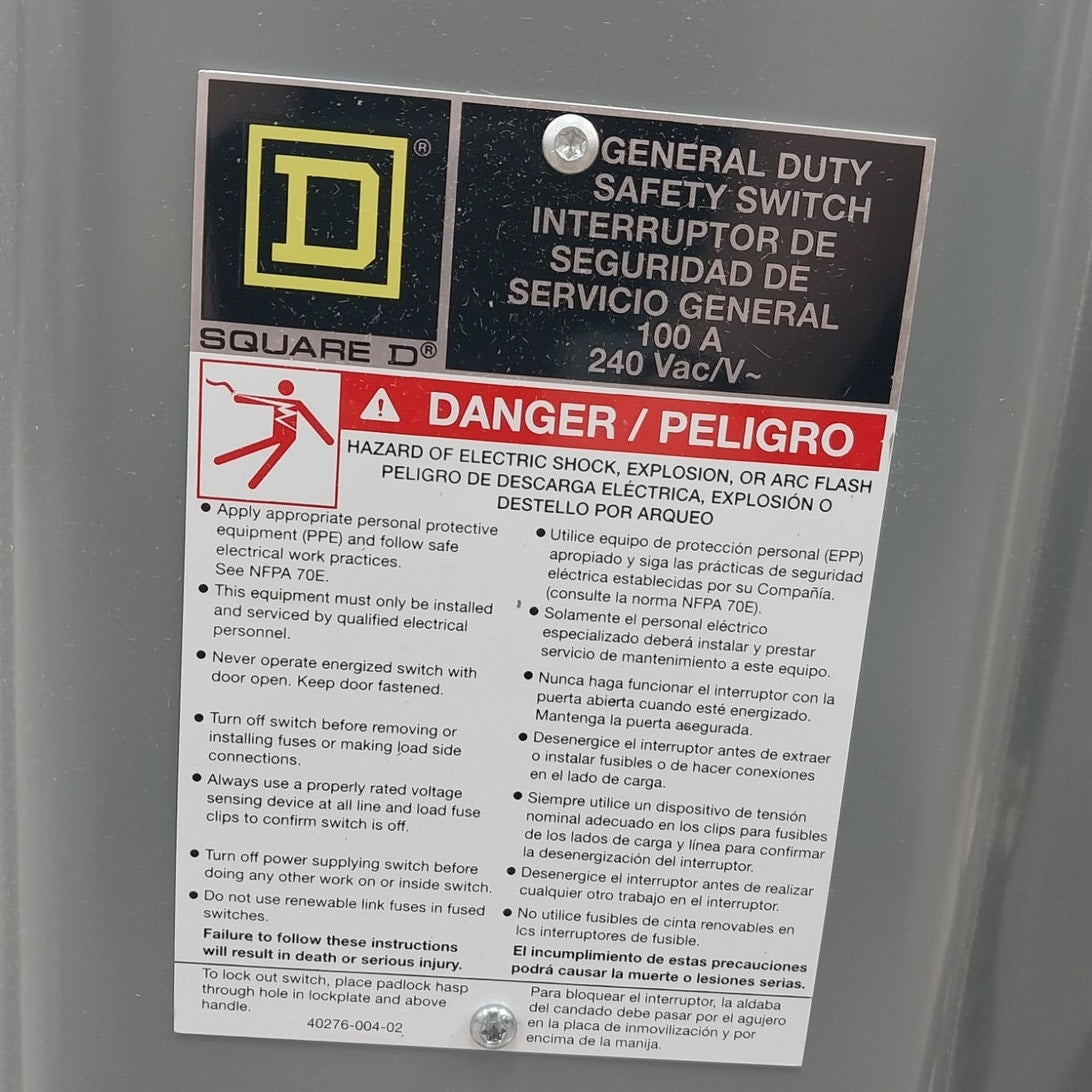 D®
SQUARE D®
GENERAL DUTY
SAFETY SWITCH
INTERRUPTOR DE
SEGURIDAD DE
SERVICIO GENERAL
100 A
240 Vac/V~
DANGER / PELIGRO
HAZARD OF ELECTRIC SHOCK, EXPLOSION, OR ARC FLASH
PELIGRO DE DESCARGA ELÉCTRICA, EXPLOSIÓN O
DESTELLO POR ARQUEO
• Apply appropriate personal protective
equipment (PPE) and follow safe
electrical work practices.
See NFPA 70E.
• This equipment must only be installed
and serviced by qualified electrical
personnel.
• Never operate energized switch with
door open. Keep door fastened.
• Turn off switch before removing or
installing fuses or making load side
connections.
• Always use a properly rated voltage
sensing device at all line and load fuse
clips to confirm switch is off.
• Turn off power supplying switch before
doing any other work on or inside switch.
• Do not use renewable link fuses in fused
switches.
Failure to follow these instructions
will result in death or serious injury.
• Utilice equipo de protección personal (EPP)
apropiado y siga las prácticas de seguridad
eléctrica establecidas por su Compañía.
(consulte la norma NFPA 70E).
• Solamente el personal eléctrico
especializado deberá instalar y prestar
servicio de mantenimiento a este equipo.
• Nunca haga funcionar el interruptor con la
puerta abierta cuando esté energizado.
Mantenga la puerta asegurada.
• Desenergice el interruptor antes de extraer
o instalar fusibles o de hacer conexiones
en el lado de carga.
• Siempre utilice un dispositivo de tensión
nominal adecuado en los clips para fusibles
de los lados de carga y línea para confirmar
la desenergización del interruptor.
• Desenergice el interruptor antes de realizar
cualquier otro trabajo en el interruptor.
• No utilice fusibles de cinta renovables en
los interruptores de fusible.
El incumplimiento de estas precauciones
podrá causar la muerte o lesiones serias.
To lock out switch, place padlock hasp
through hole in lockplate and above
handle.
40276-004-02
Para bloquear el interruptor, la aldaba
del candado debe pasar por el agujero
en la placa de inmovilización y por
encima de la manija.